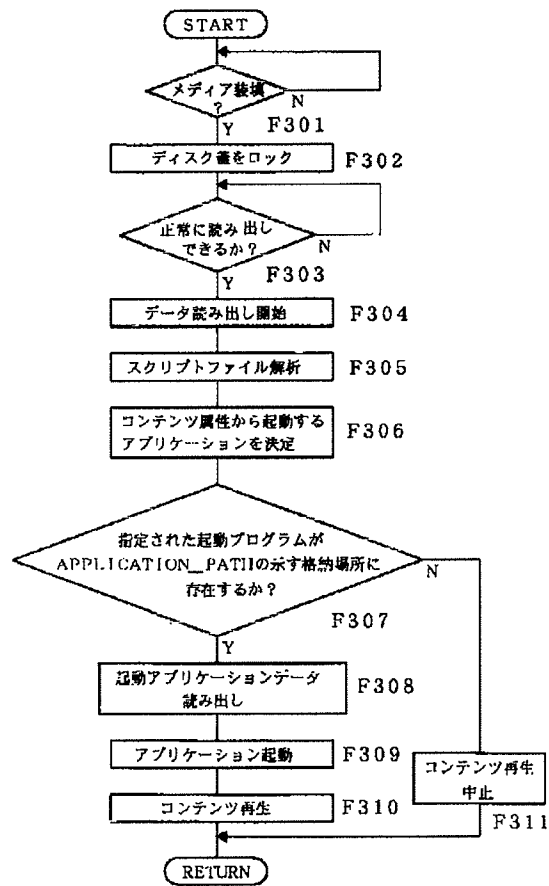 START
メディア装填
?
N
Y
F301
ディスク蓋をロック
F302
正常に読み出し
できるか?
N
Y
F303
データ読み出し開始
F304
スクリプトファイル解析
F305
コンテンツ属性から起動する
アプリケーションを決定
F306
指定された起動プログラムが
APPLICATION_PATHの示す格納場所に
存在するか?
N
F307
Y
起動アプリケーションデータ
読み出し
F308
アプリケーション起動
F309
コンテンツ再生
中止
コンテンツ再生
F310
F311
RETURN